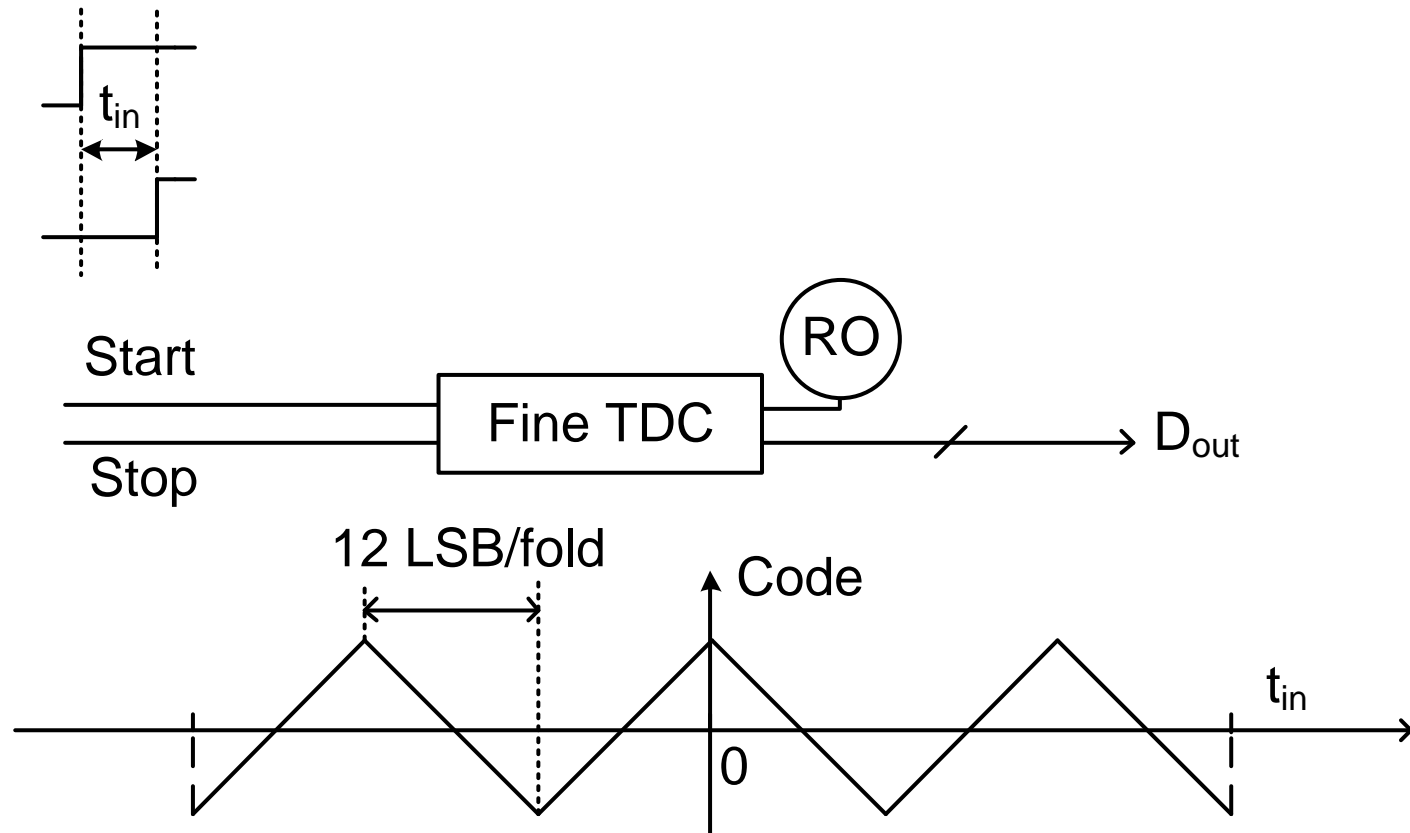 t_in
RO
Start
Fine TDC
D_out
Stop
12 LSB/fold
Code
t_in
0